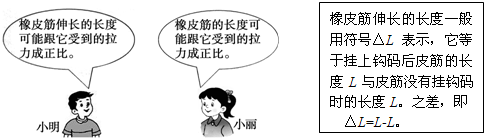 橡皮筋伸长的长度
可能跟它受到的拉
力成正比。
小明
橡皮筋的长度可
能跟它受到的拉
力成正比。
小丽
橡皮筋伸长的长度一般
用符号△L 表示，它等
于挂上钩码后皮筋的长
度 L 与皮筋没有挂钩码
时的长度 L。之差，即
△L=L-L。